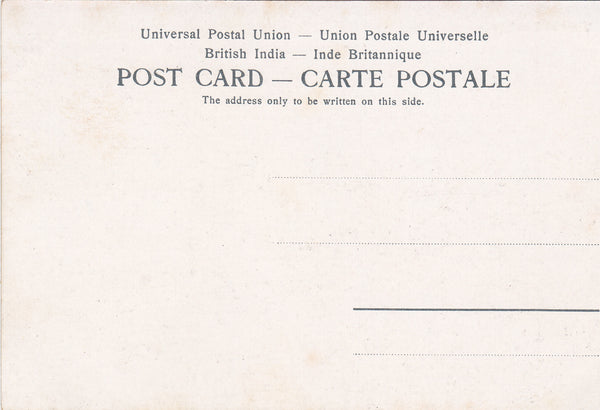 Universal Postal Union — Union Postale Universelle
British India — Inde Britannique
POST CARD — CARTE POSTALE
The address only to be written on this side.